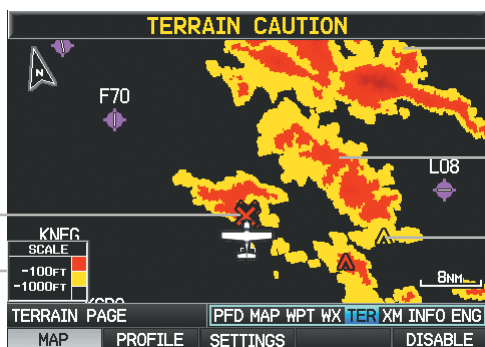 TERRAIN CAUTION
N
F70
L08
KNFG
SCALE
-100FT
-1000FT
8NM
TERRAIN PAGE
PFD MAP WPT WX TER XM INFO ENG
MAP PROFILE SETTINGS DISABLE